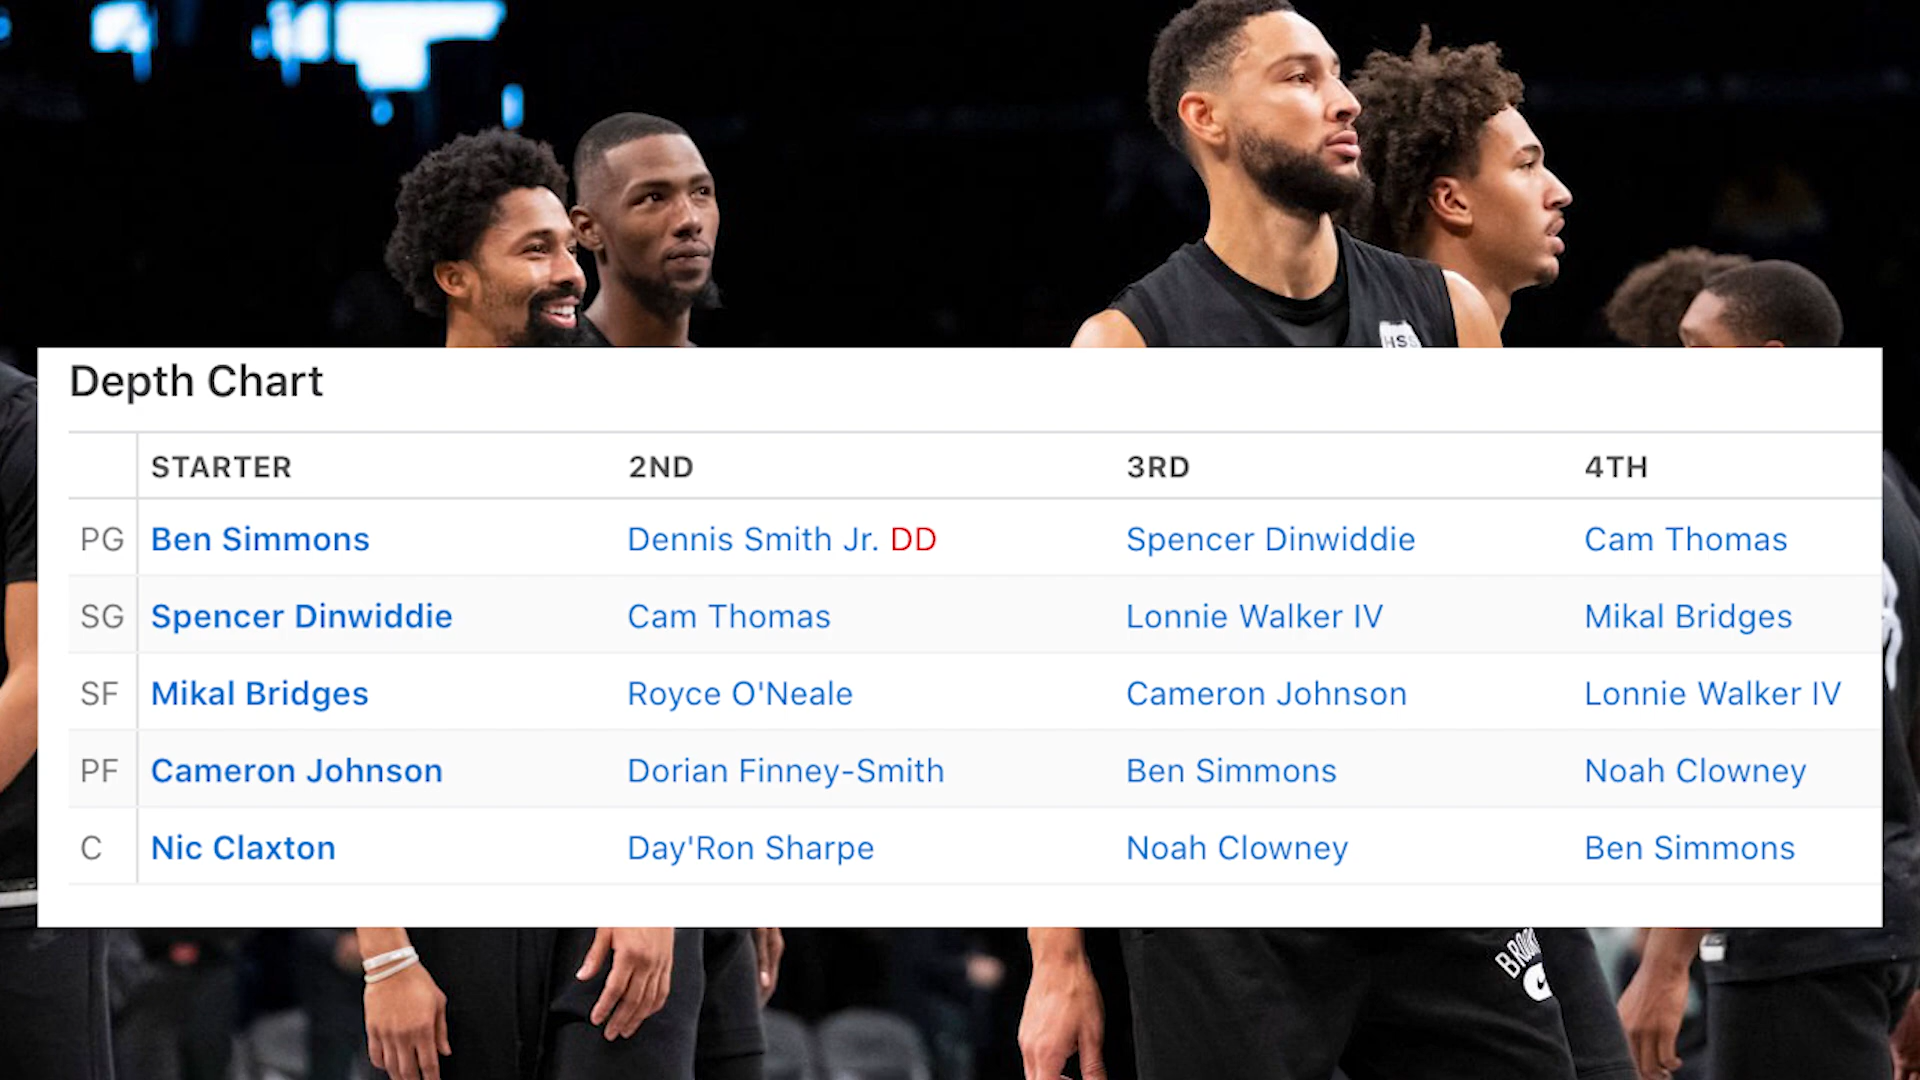 HSS
Depth Chart
STARTER 2ND 3RD 4TH
PG Ben Simmons Dennis Smith Jr. DD Spencer Dinwiddie Cam Thomas
SG Spencer Dinwiddie Cam Thomas Lonnie Walker IV Mikal Bridges
SF Mikal Bridges Royce O'Neale Cameron Johnson Lonnie Walker IV
PF Cameron Johnson Dorian Finney-Smith Ben Simmons Noah Clowney
C Nic Claxton Day'Ron Sharpe Noah Clowney Ben Simmons